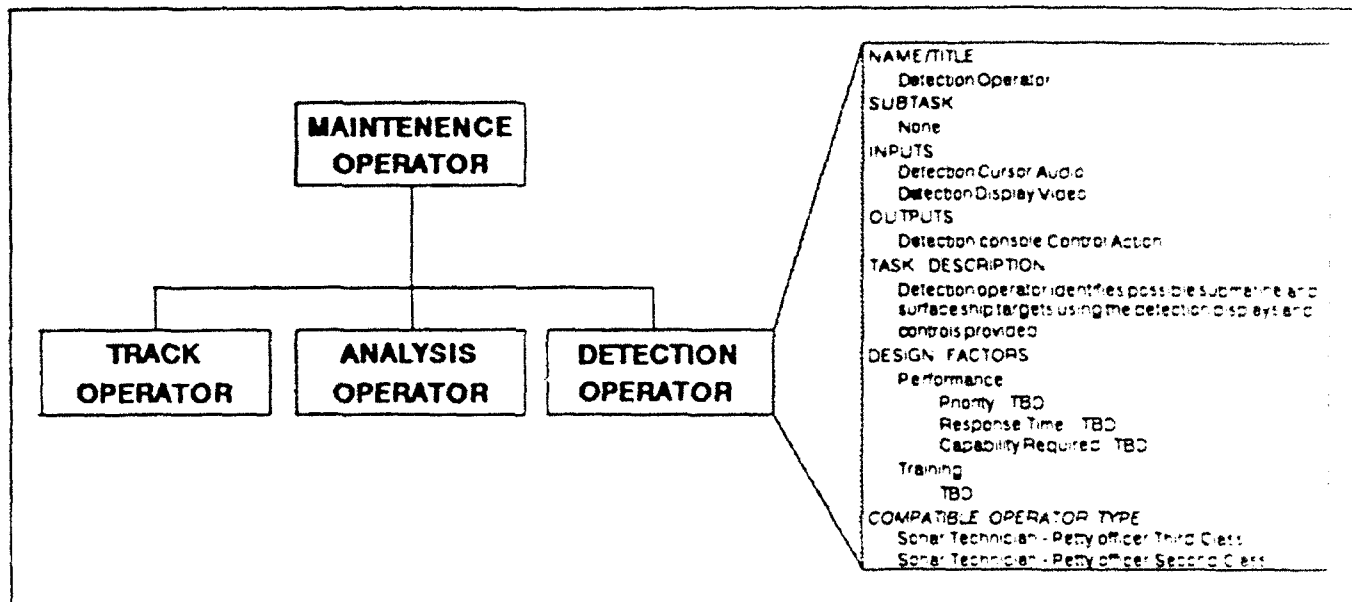 MAINTENENCE
OPERATOR
TRACK
OPERATOR
ANALYSIS
OPERATOR
DETECTION
OPERATOR
NAME/TITLE
Detection Operator
SUBTASK
None
INPUTS
Detection Cursor Audio
Detection Display Video
OUTPUTS
Detection console Control Action
TASK DESCRIPTION
Detection operator identifies possible submarine and
surface ship targets using the detection displays and
controls provided
DESIGN FACTORS
Performance
Priority TBD
Response Time TBD
Capability Required TBD
Training
TBD
COMPATIBLE OPERATOR TYPE
Sonar Technician - Petty officer Third Class
Sonar Technician - Petty officer Second Class